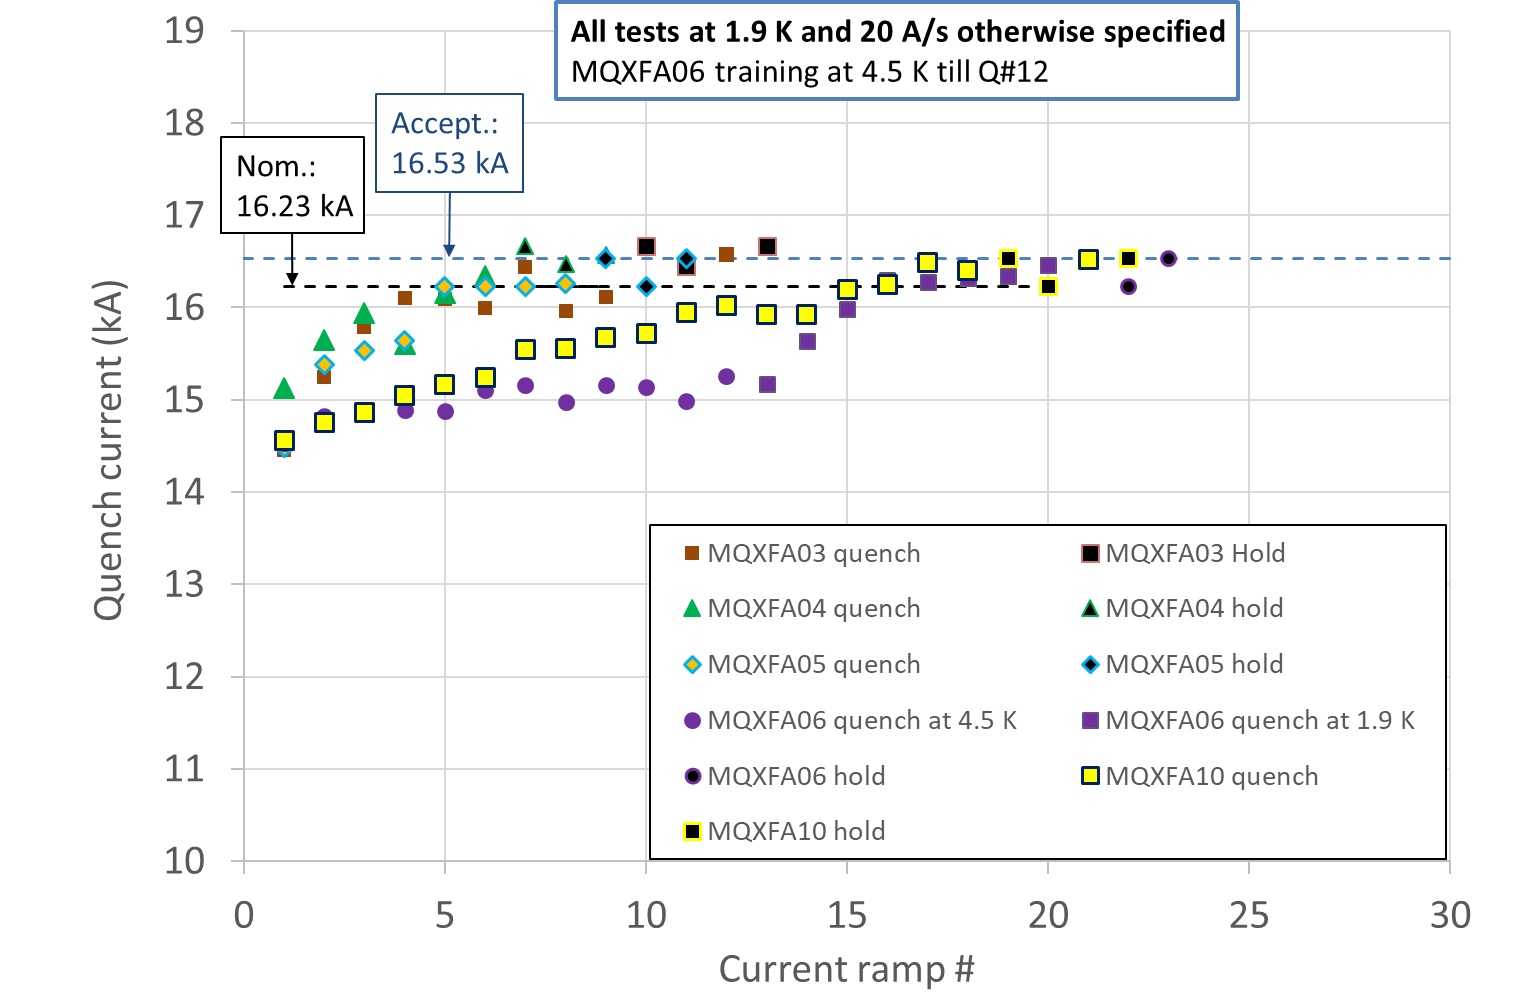 All tests at 1.9 K and 20 A/s otherwise specified
MQXFA06 training at 4.5 K till Q#12
Accept.:
16.53 kA
Nom.:
16.23 kA
Quench current (kA)
19
18
17
16
15
14
13
12
11
10
MQXFA03 quench
MQXFA03 Hold
MQXFA04 quench
MQXFA04 hold
MQXFA05 quench
MQXFA05 hold
MQXFA06 quench at 4.5 K
MQXFA06 quench at 1.9 K
MQXFA06 hold
MQXFA10 quench
MQXFA10 hold
0 5 10 15 20 25 30
Current ramp #